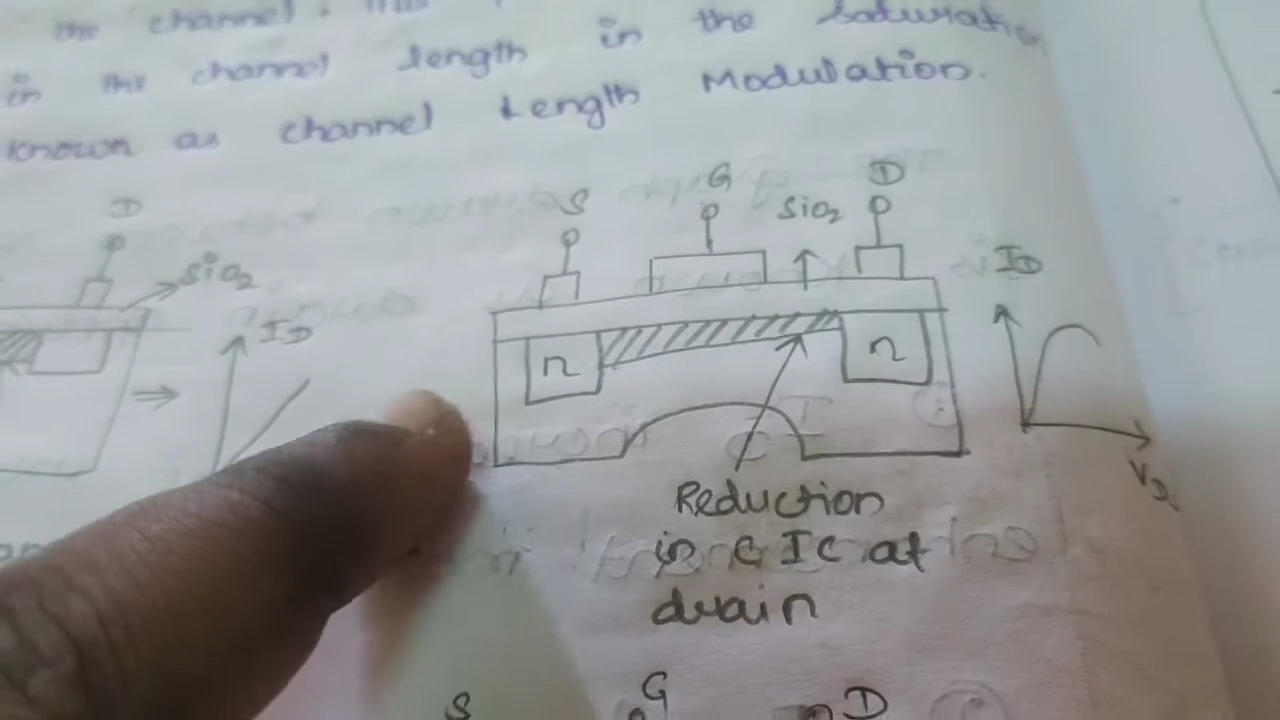 the channel.
in the channel length in the saturation
known as channel Length Modulation.
D
SiO2
ID
S G SiO2 D
ID
n n
VD
Reduction
in C IC at
drain
S G D